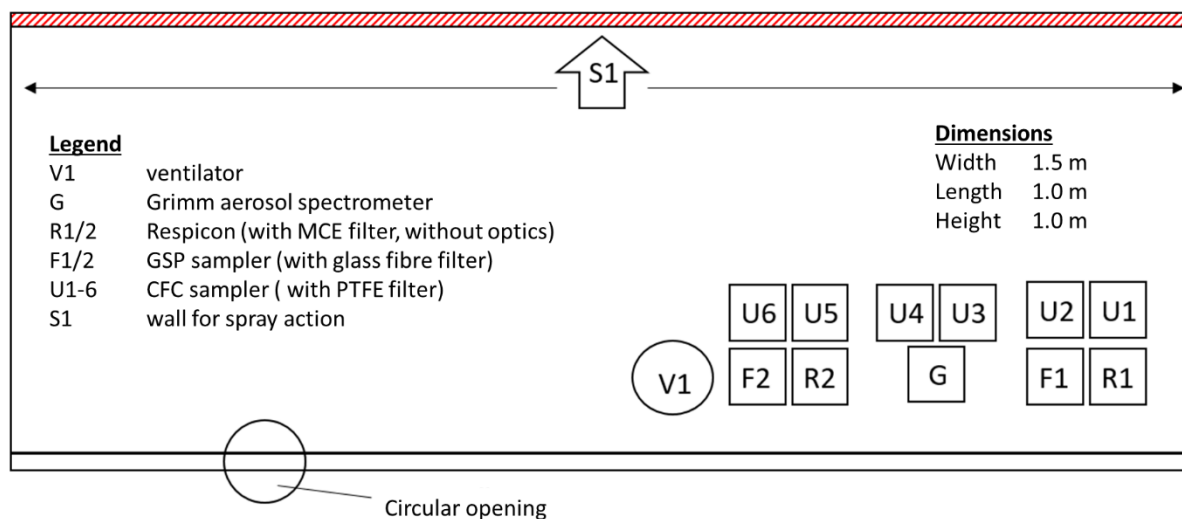 S1
Legend
V1 ventilator
G Grimm aerosol spectrometer
R1/2 Respicon (with MCE filter, without optics)
F1/2 GSP sampler (with glass fibre filter)
U1-6 CFC sampler ( with PTFE filter)
S1 wall for spray action
Dimensions
Width 1.5 m
Length 1.0 m
Height 1.0 m
U6 U5 U4 U3 U2 U1
V1 F2 R2 G F1 R1
Circular opening